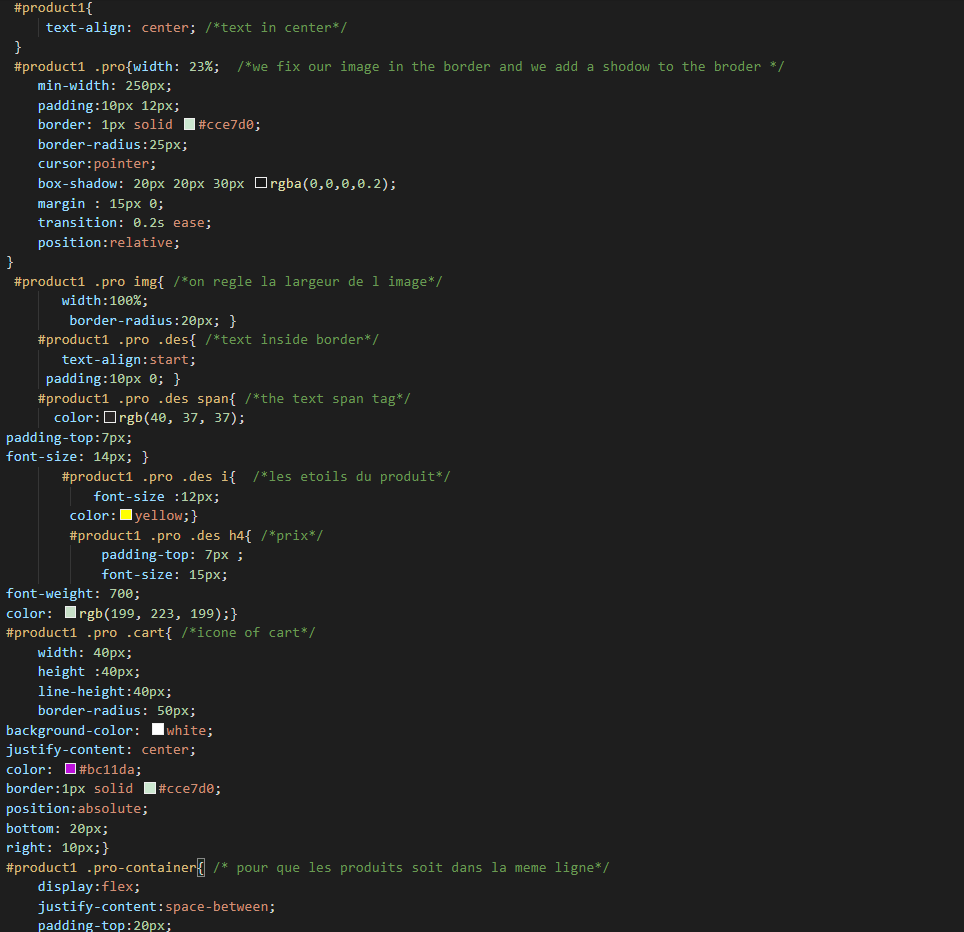 #product1{
text-align: center; /*text in center*/
}
#product1 .pro{width: 23%;  /*we fix our image in the border and we add a shodow to the broder */
min-width: 250px;
padding:10px 12px;
border: 1px solid #cce7d0;
border-radius:25px;
cursor:pointer;
box-shadow: 20px 20px 30px rgba(0,0,0,0.2);
margin : 15px 0;
transition: 0.2s ease;
position:relative;
}
#product1 .pro img{ /*on regle la largeur de l image*/
width:100%;
border-radius:20px; }
#product1 .pro .des{ /*text inside border*/
text-align:start;
padding:10px 0; }
#product1 .pro .des span{ /*the text span tag*/
color:rgb(40, 37, 37);
padding-top:7px;
font-size: 14px; }
#product1 .pro .des i{  /*les etoils du produit*/
font-size :12px;
color:yellow;}
#product1 .pro .des h4{ /*prix*/
padding-top: 7px ;
font-size: 15px;
font-weight: 700;
color: rgb(199, 223, 199);}
#product1 .pro .cart{ /*icone of cart*/
width: 40px;
height :40px;
line-height:40px;
border-radius: 50px;
background-color: white;
justify-content: center;
color: #bc11da;
border:1px solid #cce7d0;
position:absolute;
bottom: 20px;
right: 10px;}
#product1 .pro-container{ /* pour que les produits soit dans la meme ligne*/
display:flex;
justify-content:space-between;
padding-top:20px;